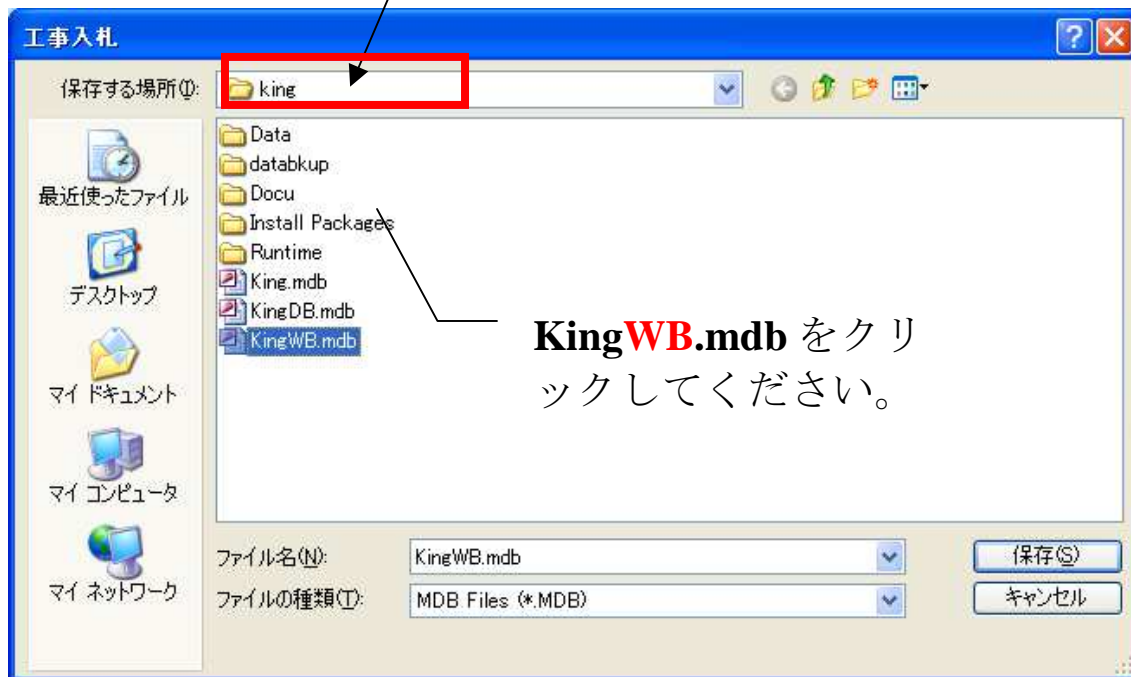 工事入札
保存する場所(I):
king
最近使ったファイル
デスクトップ
マイ ドキュメント
マイ コンピュータ
マイ ネットワーク
Data
databkup
Docu
Install Packages
Runtime
King.mdb
KingDB.mdb
KingWB.mdb
KingWB.mdb をクリ
ックしてください。
ファイル名(N):
KingWB.mdb
保存(S)
ファイルの種類(T):
MDB Files (*.MDB)
キャンセル